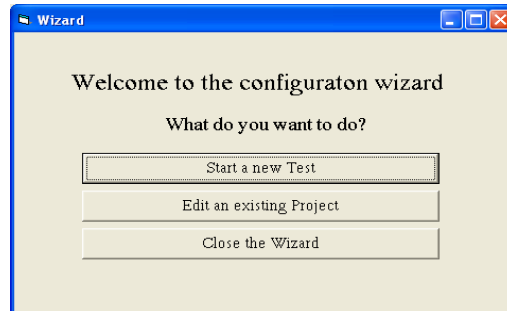 Wizard
Welcome to the configuraton wizard
What do you want to do?
Start a new Test
Edit an existing Project
Close the Wizard